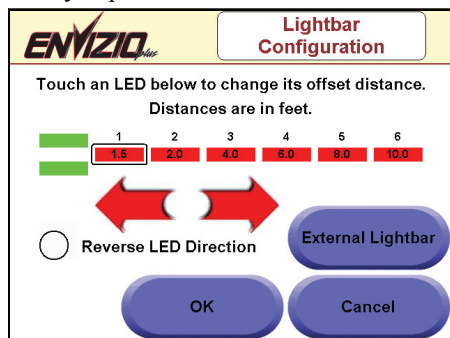 ENVIZIO plus
Lightbar
Configuration
Touch an LED below to change its offset distance.
Distances are in feet.
1 2 3 4 5 6
1.5 2.0 4.0 6.0 8.0 10.0
Reverse LED Direction
External Lightbar
OK
Cancel